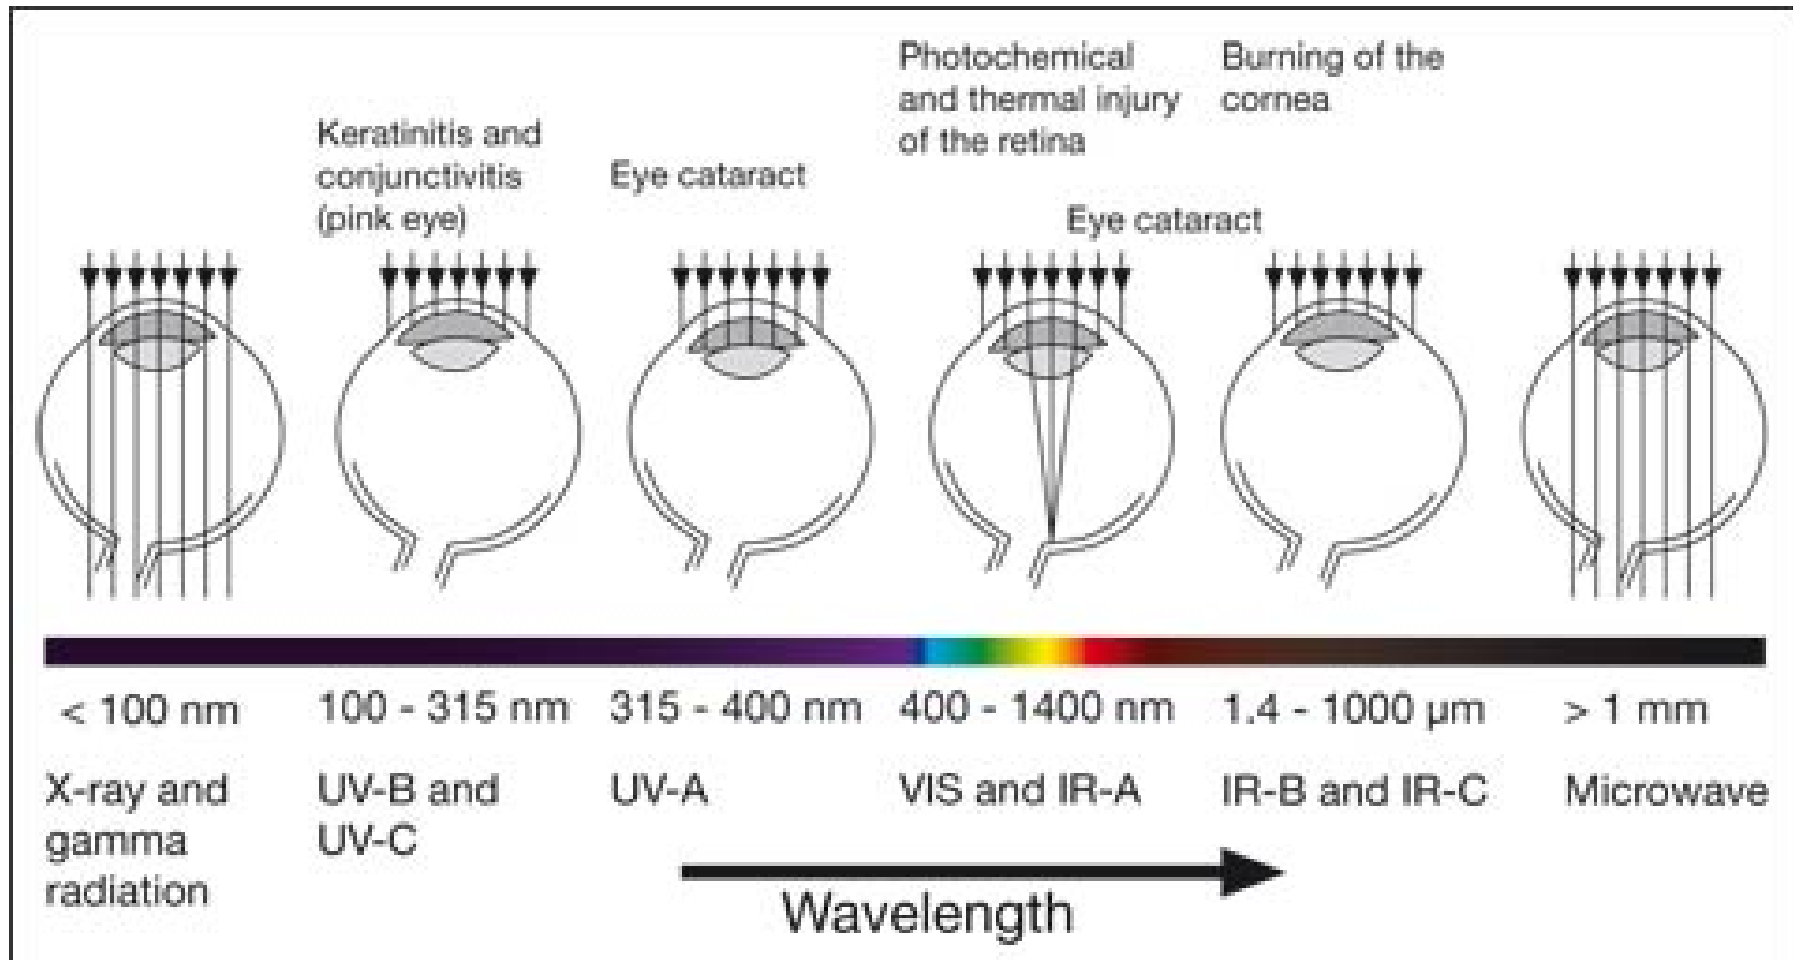 Photochemical
and thermal injury
of the retina
Burning of the
cornea
Keratinitis and
conjunctivitis
(pink eye)
Eye cataract
Eye cataract
< 100 nm
100 - 315 nm
315 - 400 nm
400 - 1400 nm
1.4 - 1000 µm
> 1 mm
X-ray and
gamma
radiation
UV-B and
UV-C
UV-A
VIS and IR-A
IR-B and IR-C
Microwave
Wavelength